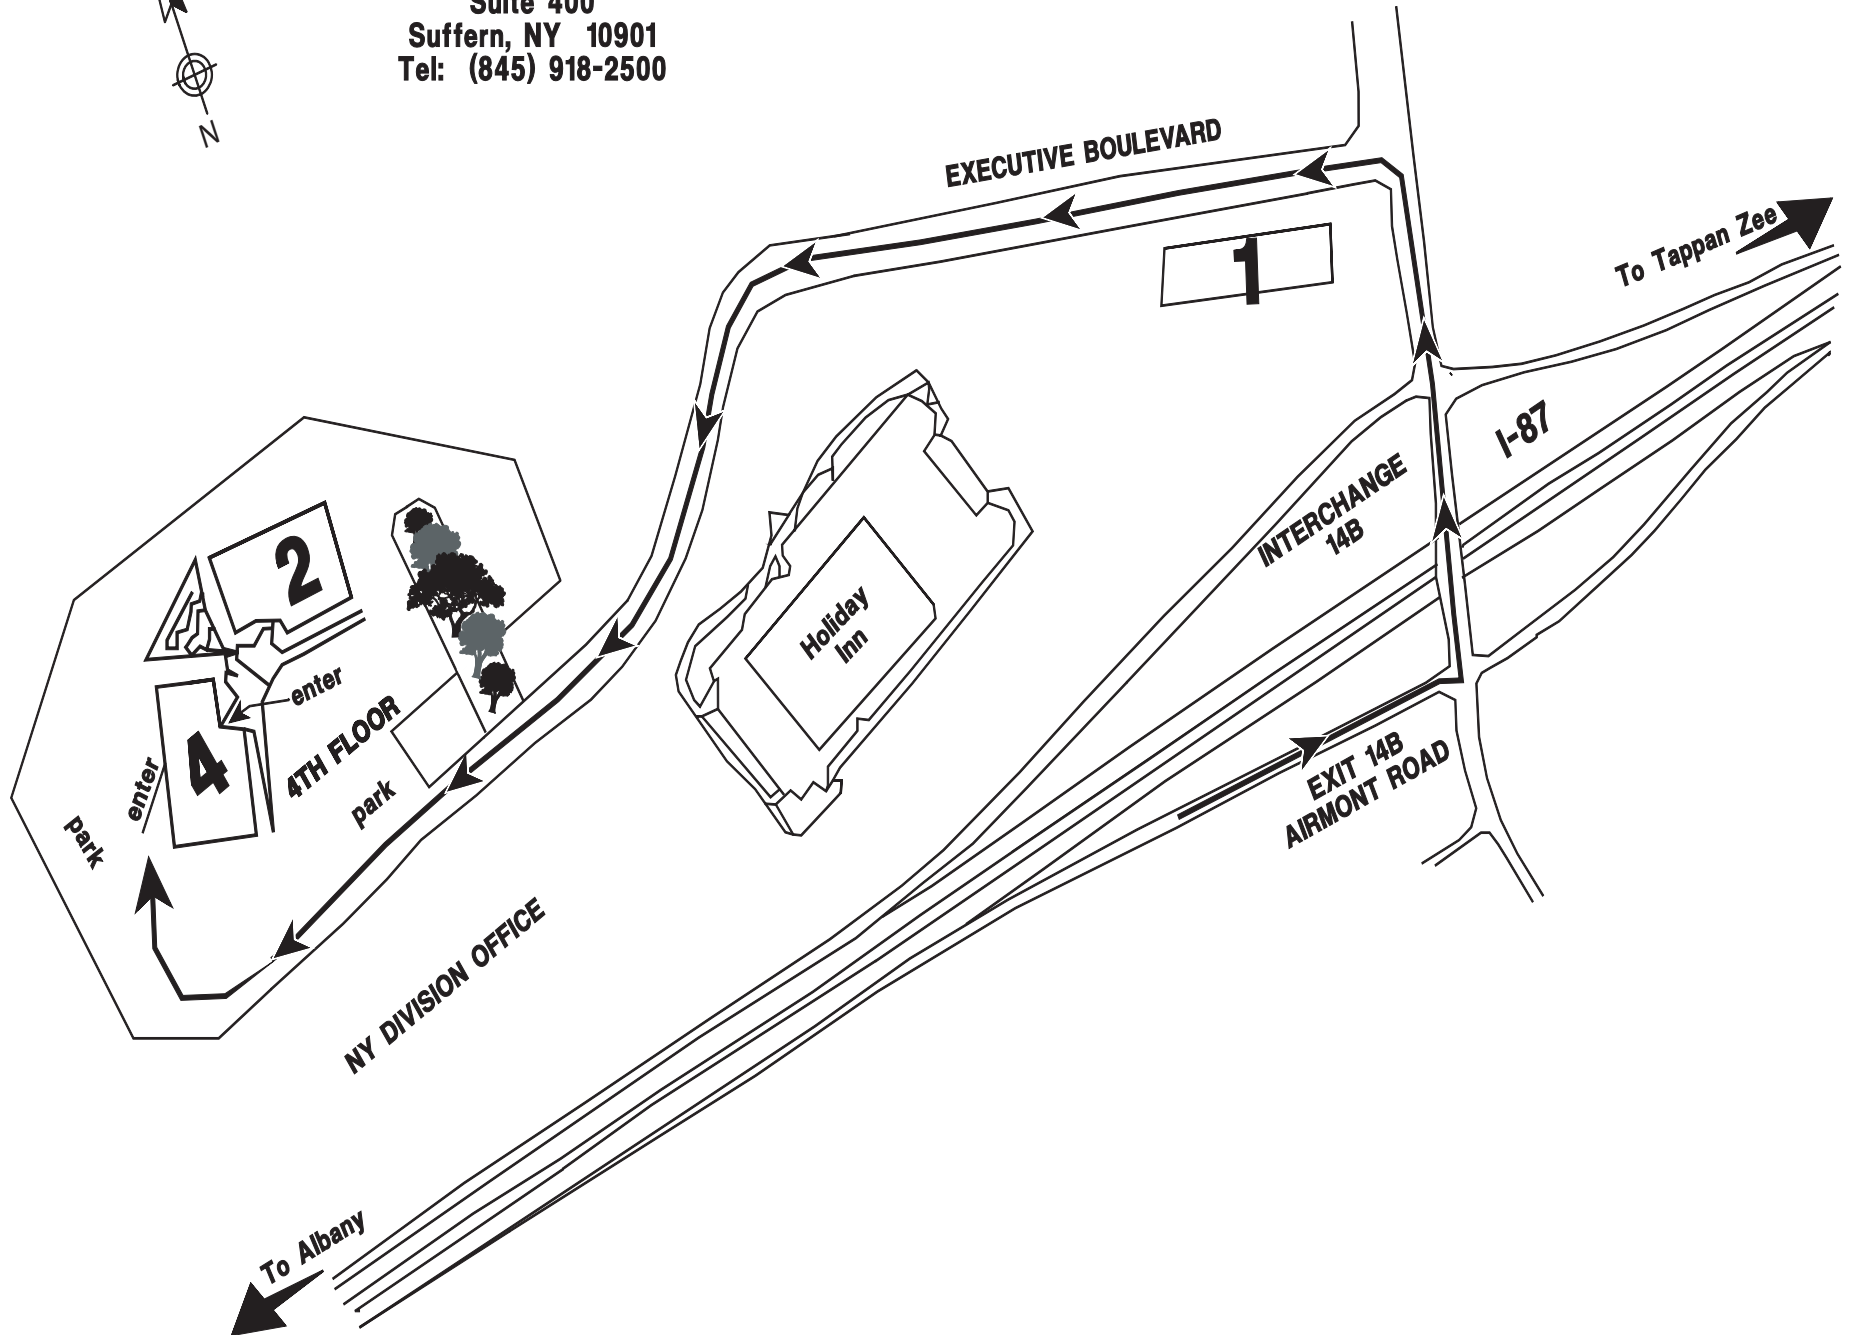 Suite 400
Suffern, NY 10901
Tel: (845) 918-2500
N
EXECUTIVE BOULEVARD
To Tappan Zee
1
I-87
INTERCHANGE
14B
2
Holiday
Inn
enter
4TH FLOOR
4
enter
park
park
EXIT 14B
AIRMONT ROAD
NY DIVISION OFFICE
To Albany